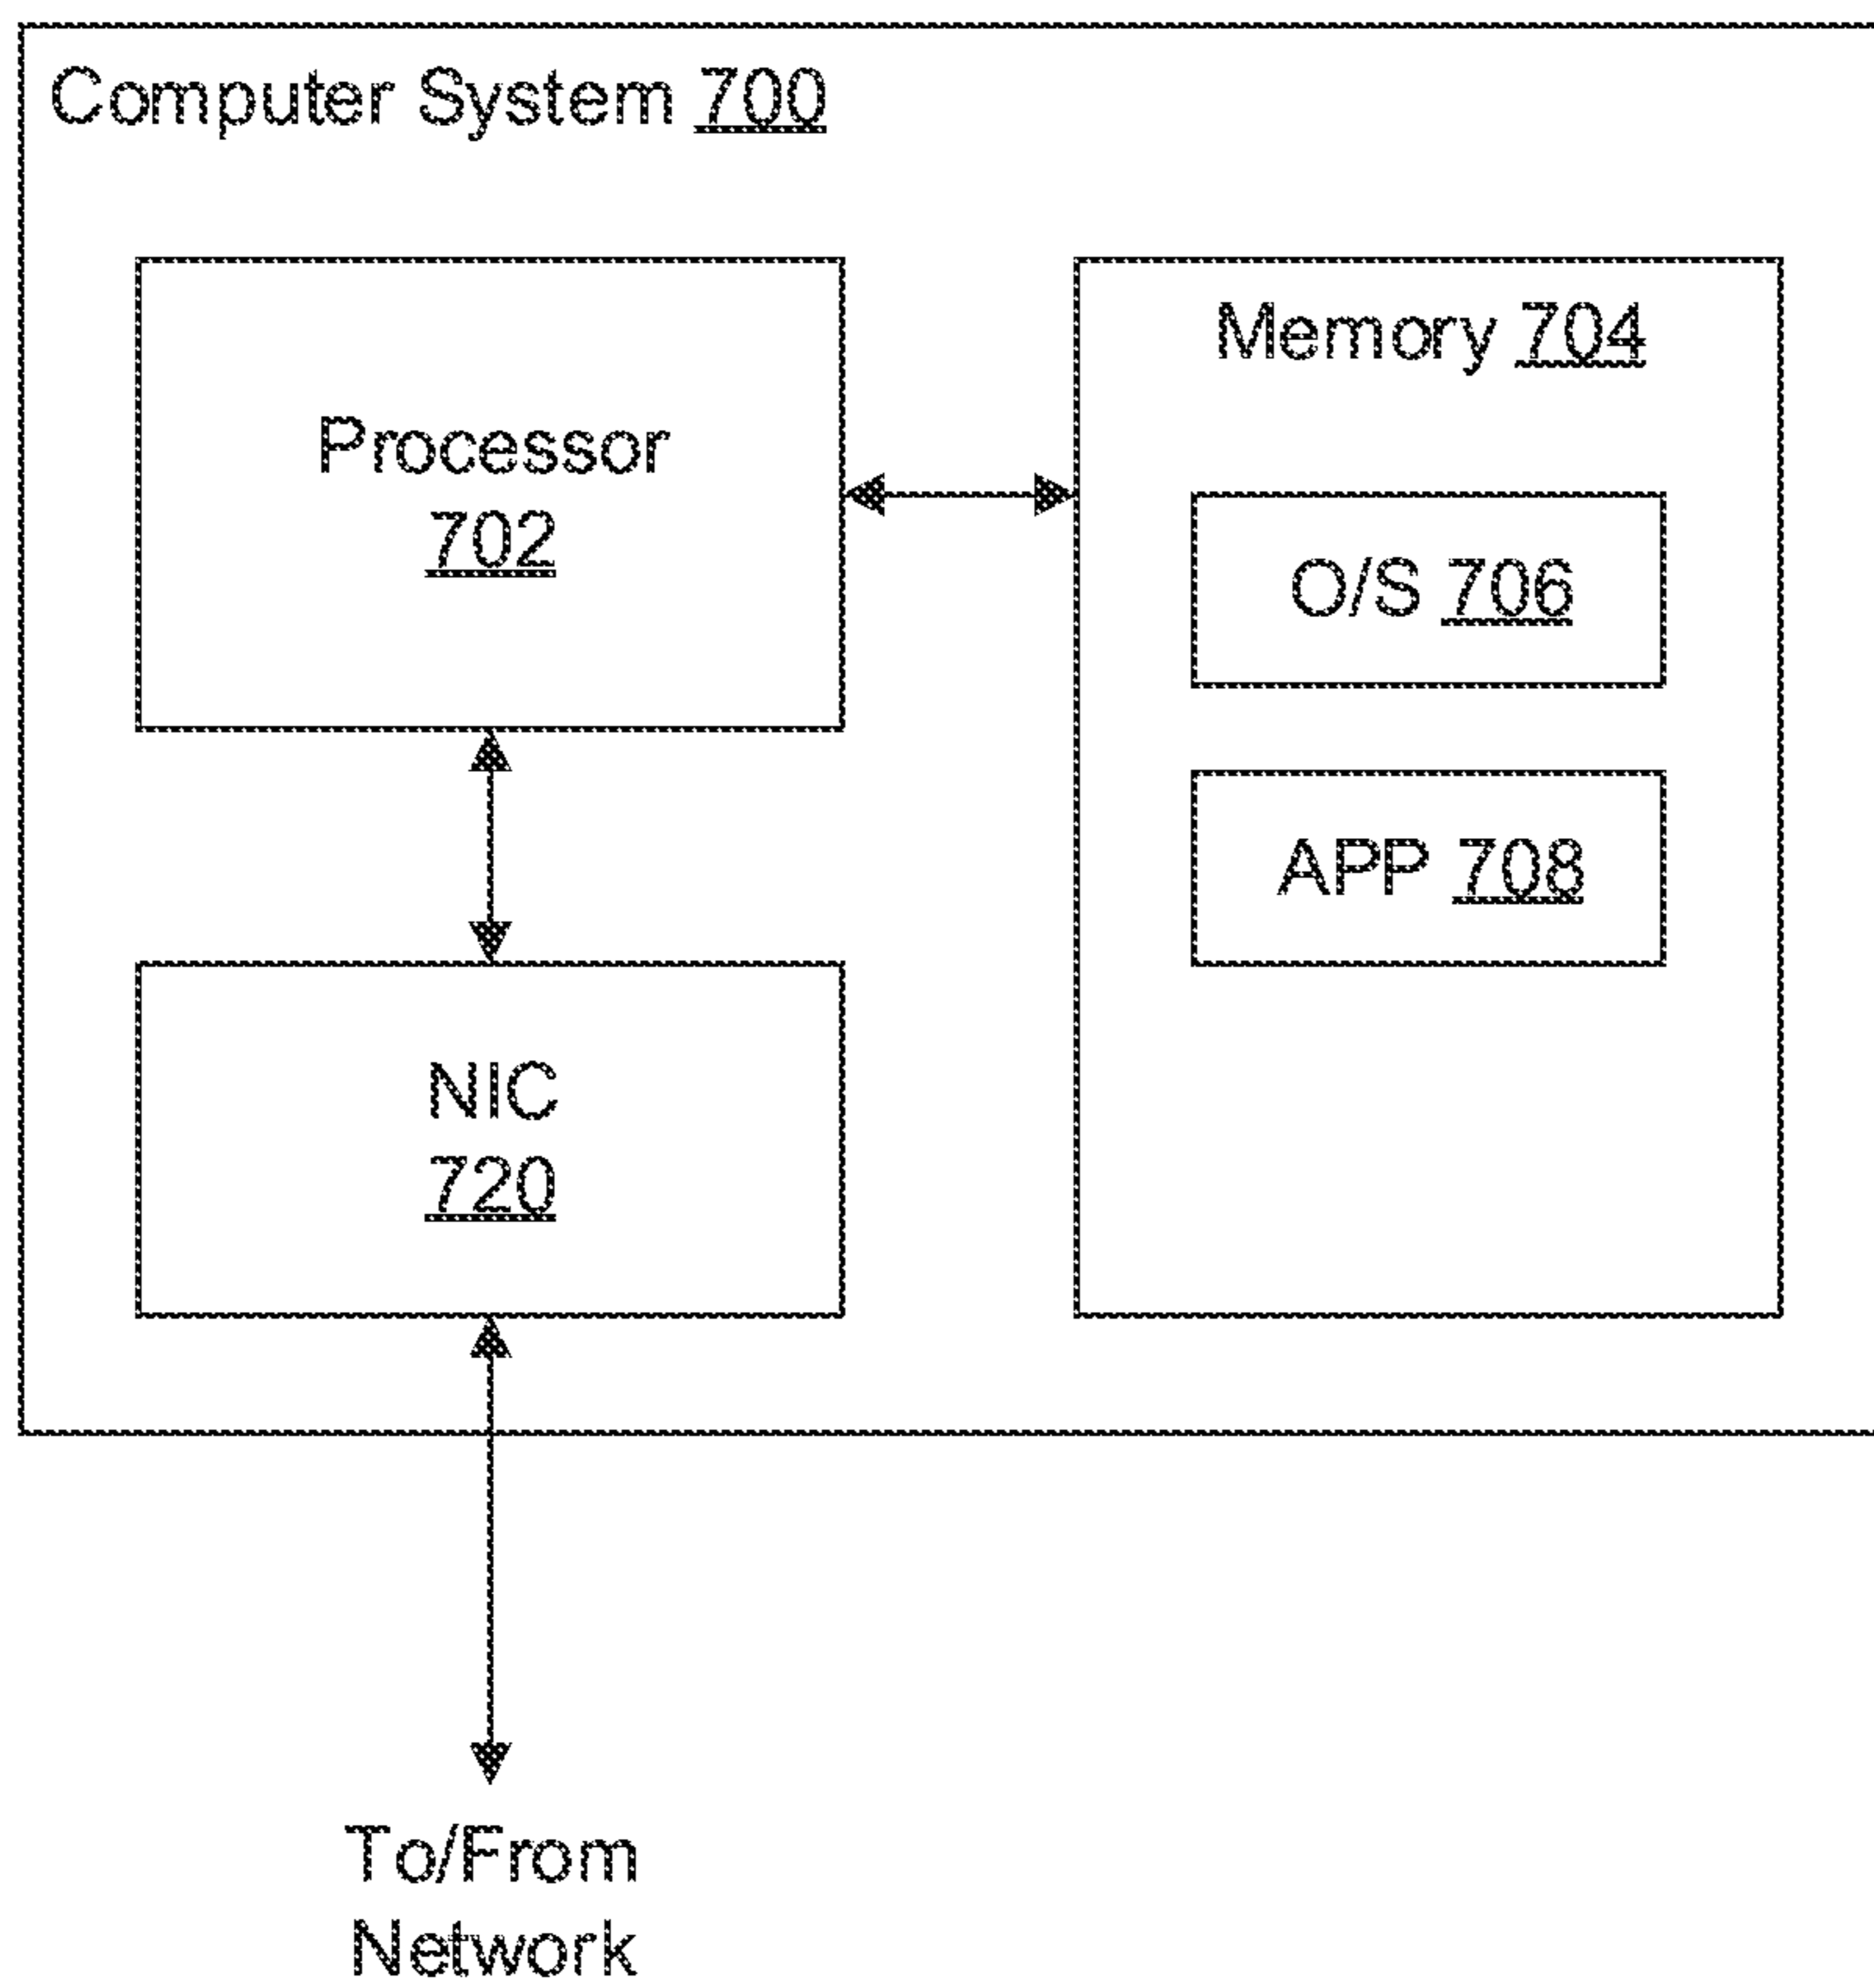 Computer System 700
Processor
702
Memory 704
O/S 706
APP 708
NIC
720
To/From
Network